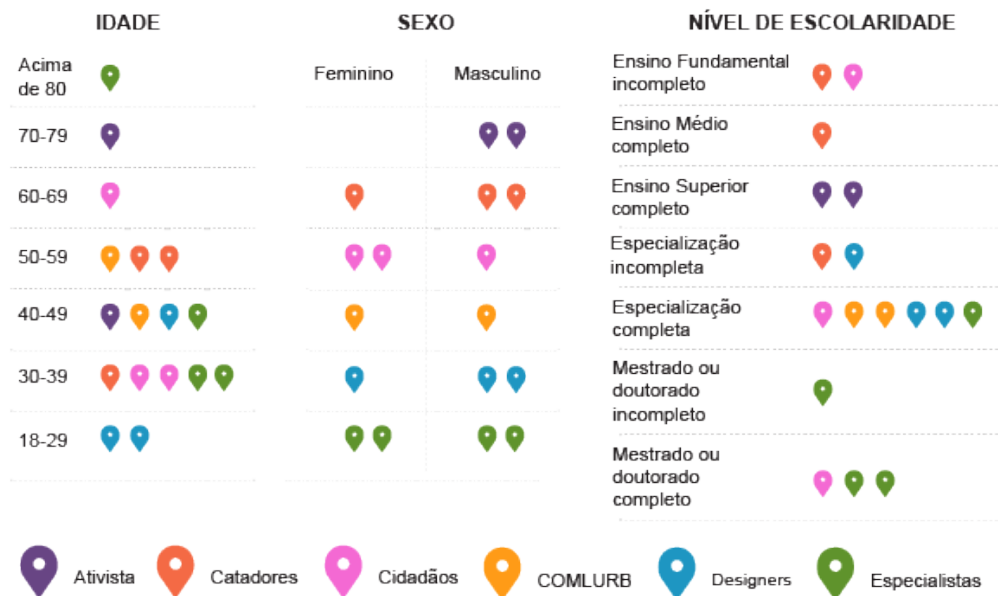 IDADE
SEXO
NÍVEL DE ESCOLARIDADE
Acima
de 80
70-79
60-69
50-59
40-49
30-39
18-29
Feminino
Masculino
Ensino Fundamental
incompleto
Ensino Médio
completo
Ensino Superior
completo
Especialização
incompleta
Especialização
completa
Mestrado ou
doutorado
incompleto
Mestrado ou
doutorado
completo
Ativista
Catadores
Cidadãos
COMLURB
Designers
Especialistas